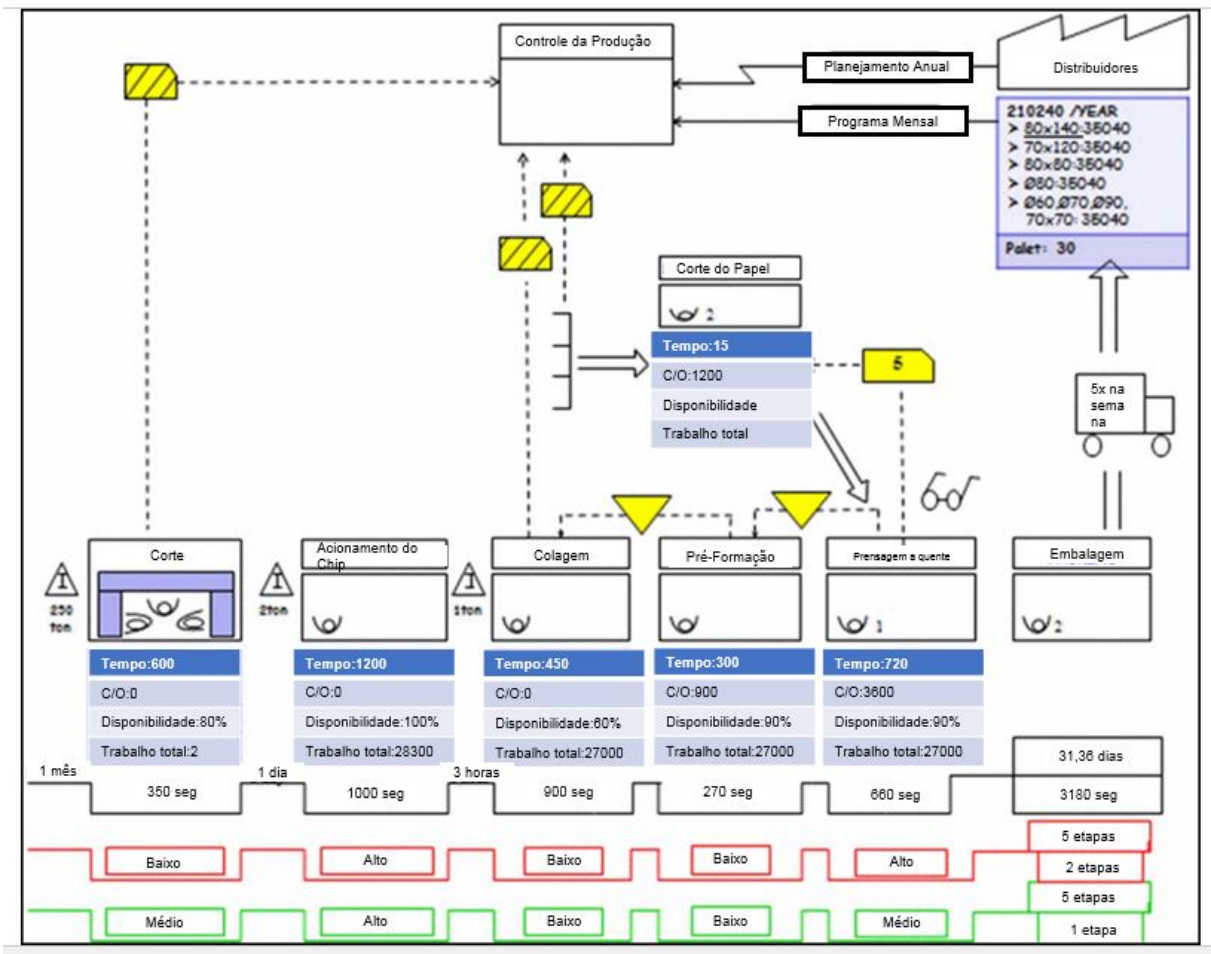 Controle da Produção
Planejamento Anual
Distribuidores
Programa Mensal
210240 /YEAR
> 80x140:35040
> 70x120:35040
> 80x80:35040
> Ø80:35040
> Ø60,Ø70,Ø90,
70x70: 35040
Palet: 30
Corte do Papel
2
Tempo:15
C/O:1200
Disponibilidade
Trabalho total
5
5x na
sema
na
Corte
Acionamento do
Chip
Colagem
Pré-Formação
Prensagem a quente
Embalagem
I
250
ton
I
2ton
I
1ton
1
2
Tempo:600
C/O:0
Disponibilidade:80%
Trabalho total:2
Tempo:1200
C/O:0
Disponibilidade:100%
Trabalho total:28300
Tempo:450
C/O:0
Disponibilidade:60%
Trabalho total:27000
Tempo:300
C/O:900
Disponibilidade:90%
Trabalho total:27000
Tempo:720
C/O:3600
Disponibilidade:90%
Trabalho total:27000
1 mês
350 seg
1 dia
1000 seg
3 horas
900 seg
270 seg
660 seg
31,36 dias
3180 seg
Baixo
Alto
Baixo
Baixo
Alto
5 etapas
2 etapas
Médio
Alto
Baixo
Baixo
Médio
5 etapas
1 etapa